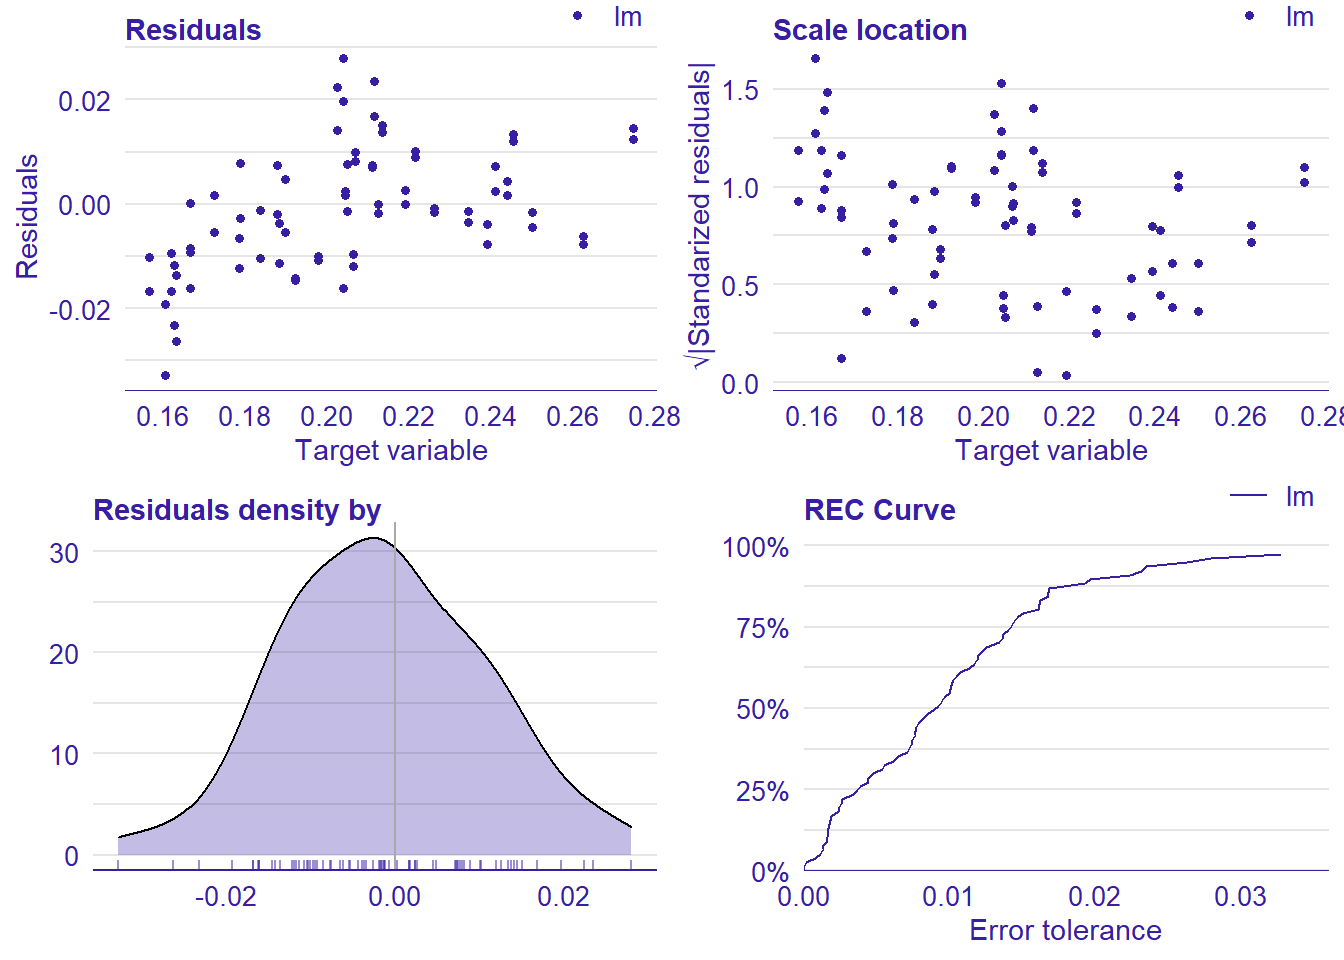 Residuals
lm
0.02
0.00
-0.02
Residuals
0.16 0.18 0.20 0.22 0.24 0.26 0.28
Target variable
Scale location
lm
1.5
1.0
0.5
0.0
√|Standarized residuals|
0.16 0.18 0.20 0.22 0.24 0.26 0.28
Target variable
Residuals density by
30
20
10
0
-0.02 0.00 0.02
REC Curve
lm
100%
75%
50%
25%
0%
0.00 0.01 0.02 0.03
Error tolerance